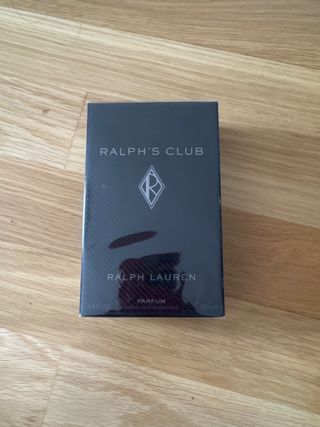 RALPH'S CLUB
R
RALPH LAUREN
PARFUM